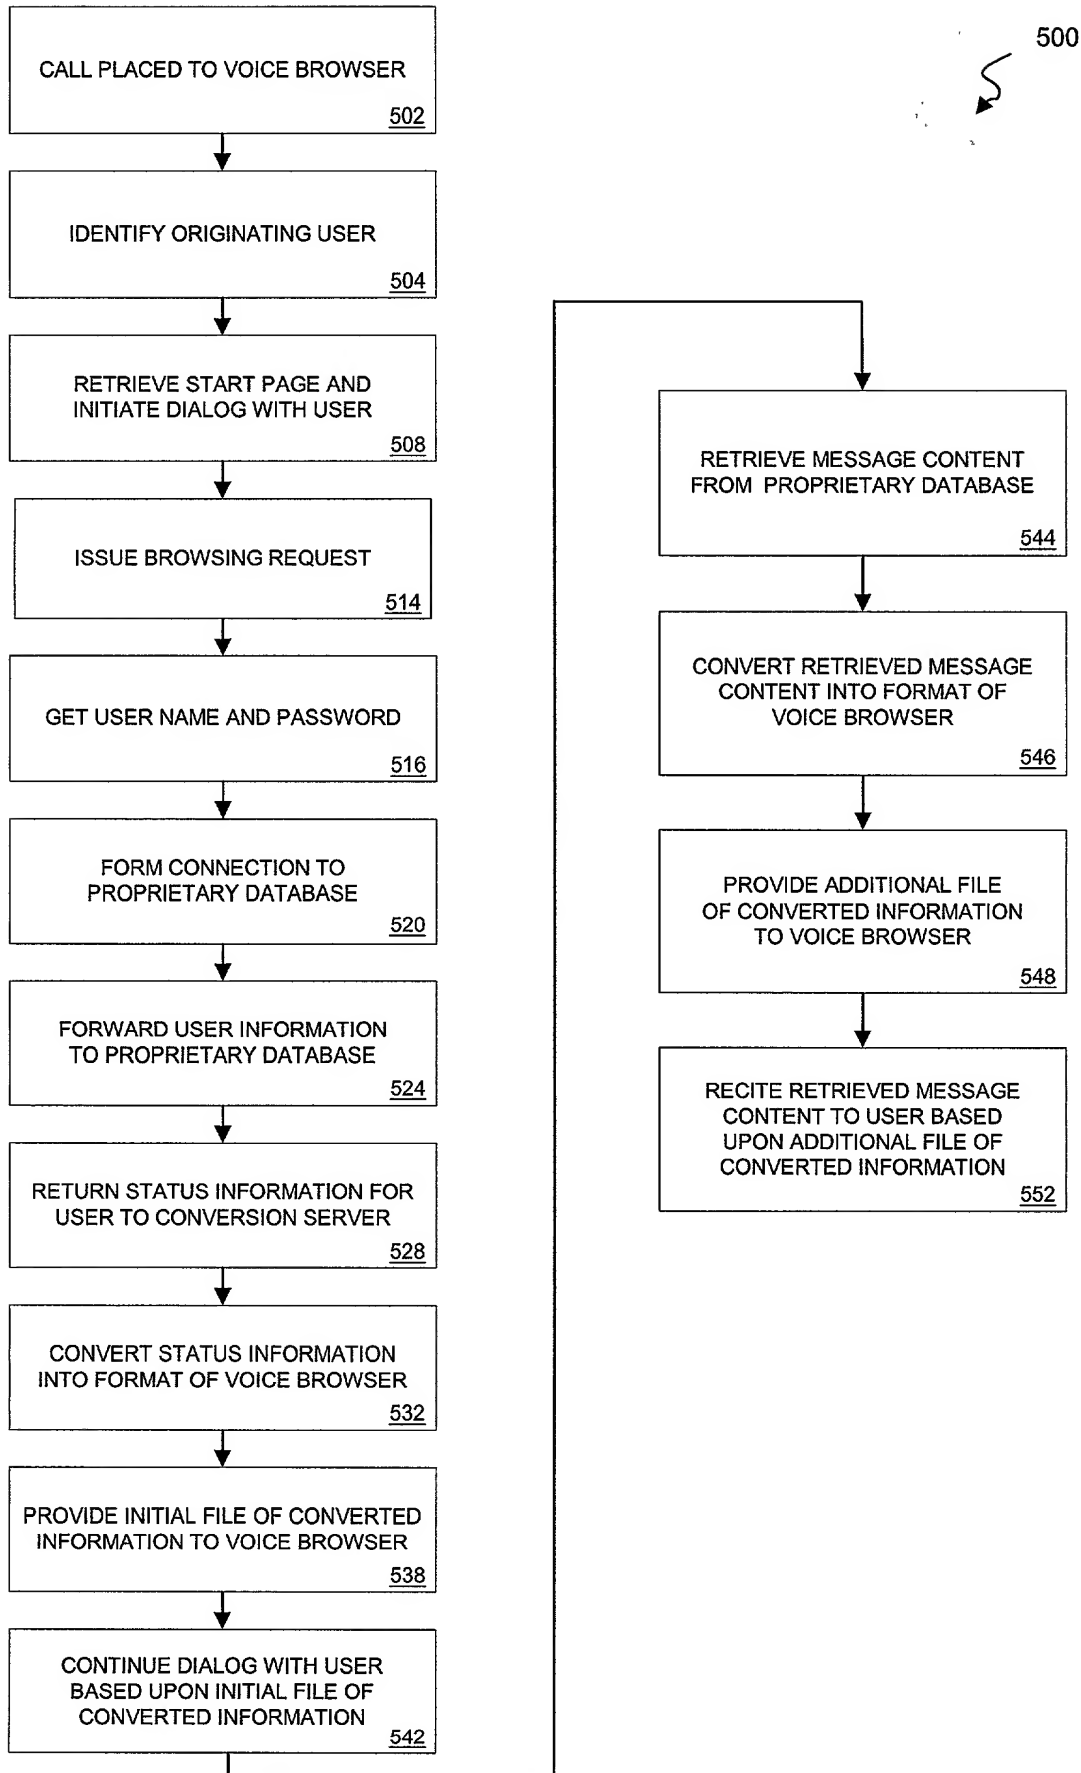 500
CALL PLACED TO VOICE BROWSER
502
IDENTIFY ORIGINATING USER
504
RETRIEVE START PAGE AND
INITIATE DIALOG WITH USER
508
ISSUE BROWSING REQUEST
514
GET USER NAME AND PASSWORD
516
FORM CONNECTION TO
PROPRIETARY DATABASE
520
FORWARD USER INFORMATION
TO PROPRIETARY DATABASE
524
RETURN STATUS INFORMATION FOR
USER TO CONVERSION SERVER
528
CONVERT STATUS INFORMATION
INTO FORMAT OF VOICE BROWSER
532
PROVIDE INITIAL FILE OF CONVERTED
INFORMATION TO VOICE BROWSER
538
CONTINUE DIALOG WITH USER
BASED UPON INITIAL FILE OF
CONVERTED INFORMATION
542
RETRIEVE MESSAGE CONTENT
FROM PROPRIETARY DATABASE
544
CONVERT RETRIEVED MESSAGE
CONTENT INTO FORMAT OF
VOICE BROWSER
546
PROVIDE ADDITIONAL FILE
OF CONVERTED INFORMATION
TO VOICE BROWSER
548
RECITE RETRIEVED MESSAGE
CONTENT TO USER BASED
UPON ADDITIONAL FILE OF
CONVERTED INFORMATION
552